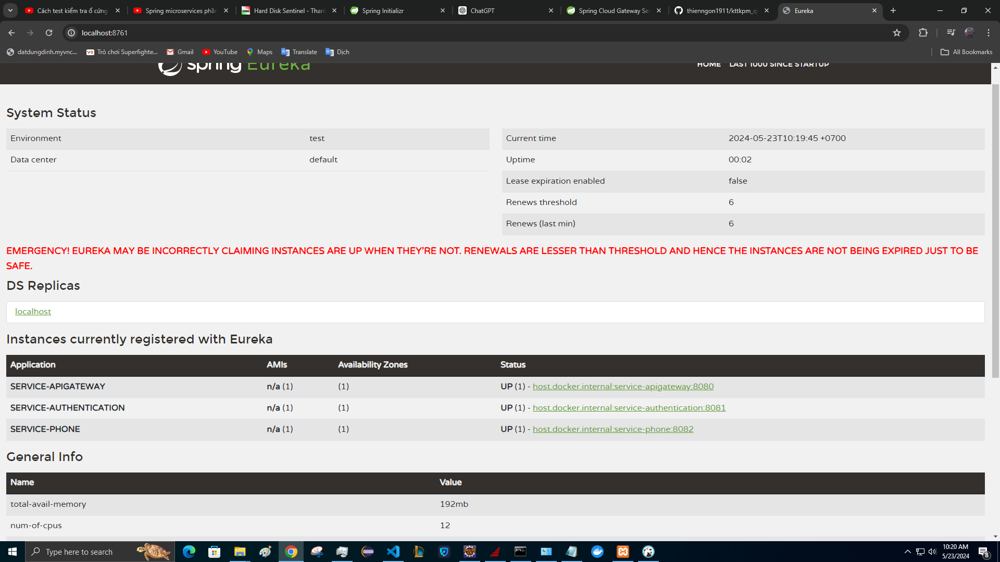 Cách test kiểm tra ổ cứng
Spring microservices phần
Hard Disk Sentinel - Than
Spring Initializr
ChatGPT
Spring Cloud Gateway Ser
thienngon1911/kttkpm_q
Eureka
localhost:8761
datdungdinh.myvnc...
Trò chơi Superfighte...
Gmail
YouTube
Maps
Translate
Dịch
All Bookmarks
spring Eureka
HOME LAST 1000 SINCE STARTUP
System Status
Environment test
Data center default
Current time 2024-05-23T10:19:45 +0700
Uptime 00:02
Lease expiration enabled false
Renews threshold 6
Renews (last min) 6
EMERGENCY! EUREKA MAY BE INCORRECTLY CLAIMING INSTANCES ARE UP WHEN THEY'RE NOT. RENEWALS ARE LESSER THAN THRESHOLD AND HENCE THE INSTANCES ARE NOT BEING EXPIRED JUST TO BE
SAFE.
DS Replicas
localhost
Instances currently registered with Eureka
Application AMIs Availability Zones Status
SERVICE-APIGATEWAY n/a (1) (1) UP (1) - host.docker.internal:service-apigateway:8080
SERVICE-AUTHENTICATION n/a (1) (1) UP (1) - host.docker.internal:service-authentication:8081
SERVICE-PHONE n/a (1) (1) UP (1) - host.docker.internal:service-phone:8082
General Info
Name Value
total-avail-memory 192mb
num-of-cpus 12
Type here to search
10:20 AM
5/23/2024
8